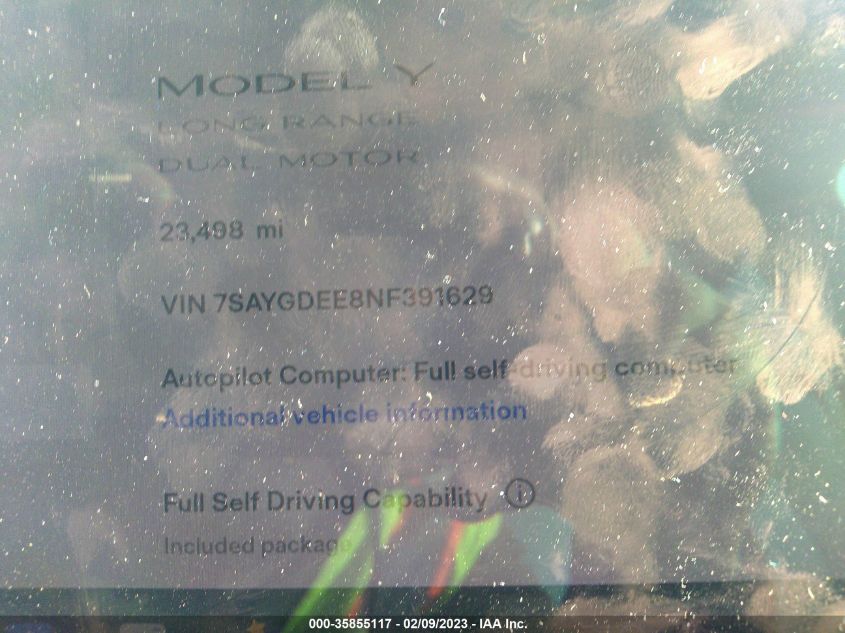 MODEL Y
LONG RANGE
DUAL MOTOR
23,498 mi
VIN 7SAYGDEE8NF391629
Autopilot Computer: Full self-driving computer
Additional vehicle information
Full Self Driving Capability ⓘ
Included package
000-35855117 - 02/09/2023 - IAA Inc.